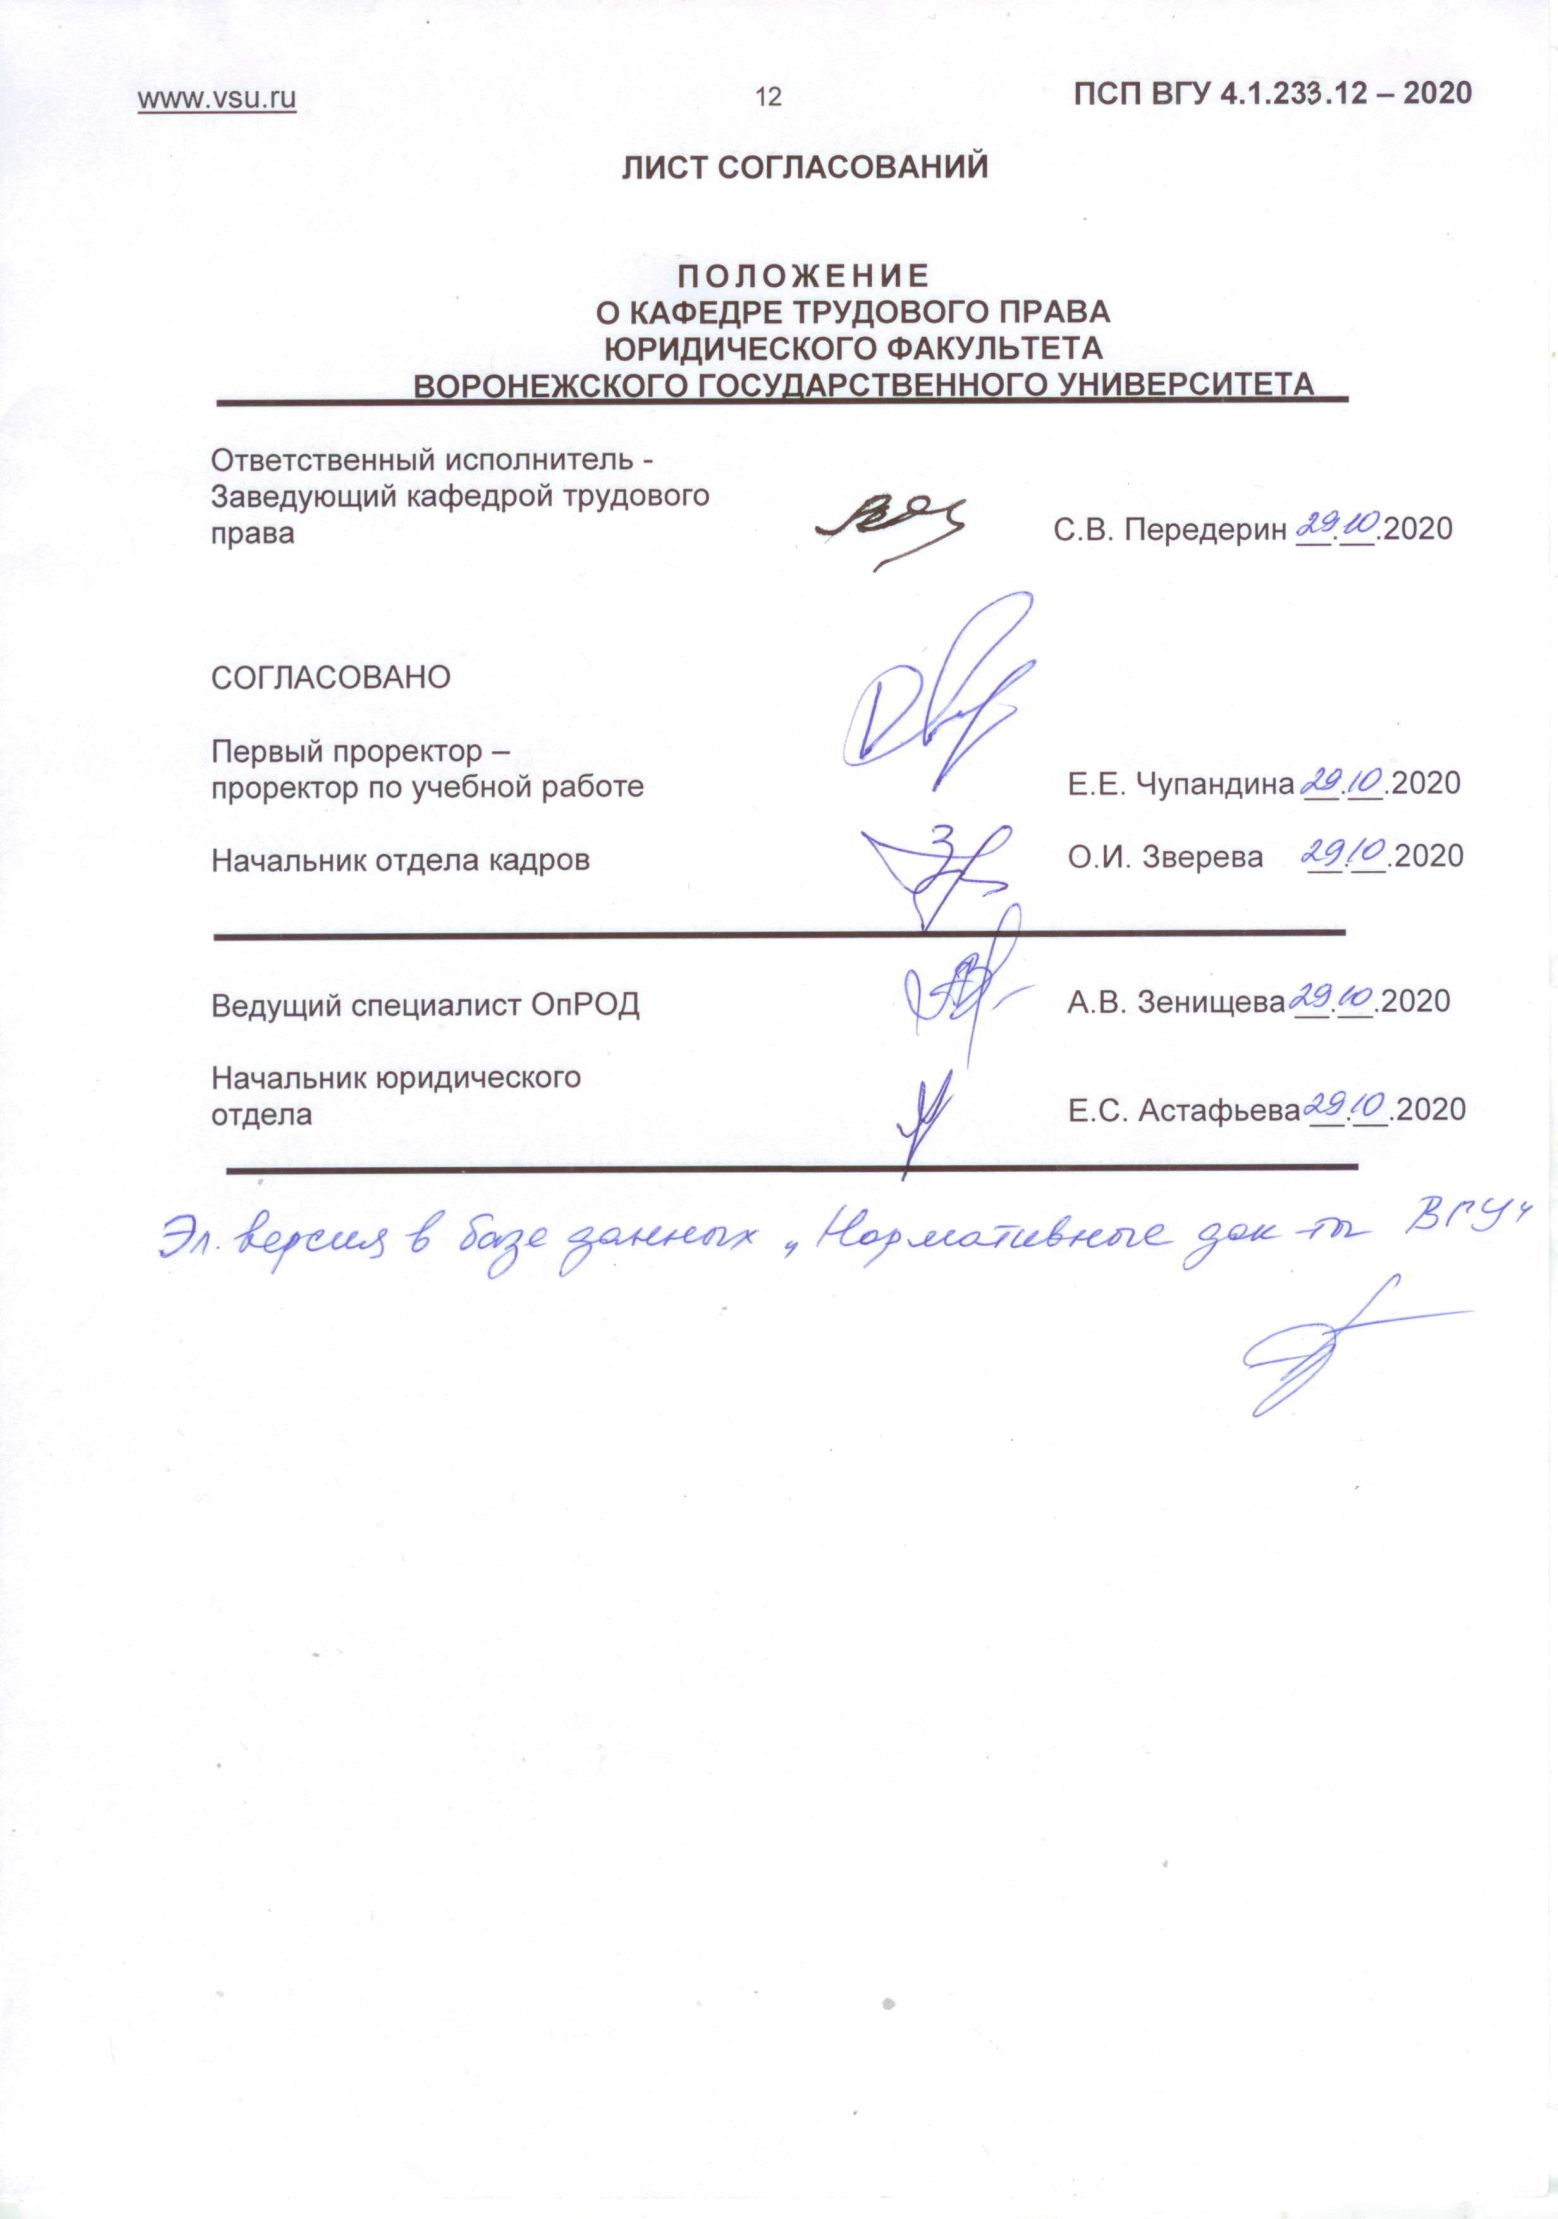 www.vsu.ru 12 ПСП ВГУ 4.1.233.12 – 2020
ЛИСТ СОГЛАСОВАНИЙ
ПОЛОЖЕНИЕ
О КАФЕДРЕ ТРУДОВОГО ПРАВА
ЮРИДИЧЕСКОГО ФАКУЛЬТЕТА
ВОРОНЕЖСКОГО ГОСУДАРСТВЕННОГО УНИВЕРСИТЕТА
Ответственный исполнитель -
Заведующий кафедрой трудового
права С.В. Передерин 29.10.2020
СОГЛАСОВАНО
Первый проректор –
проректор по учебной работе Е.Е. Чупандина 29.10.2020
Начальник отдела кадров О.И. Зверева 29.10.2020
Ведущий специалист ОпРОД А.В. Зенищева 29.10.2020
Начальник юридического
отдела Е.С. Астафьева 29.10.2020
Эл. версия в базе данных „Нормативные док-ты ВГУ“